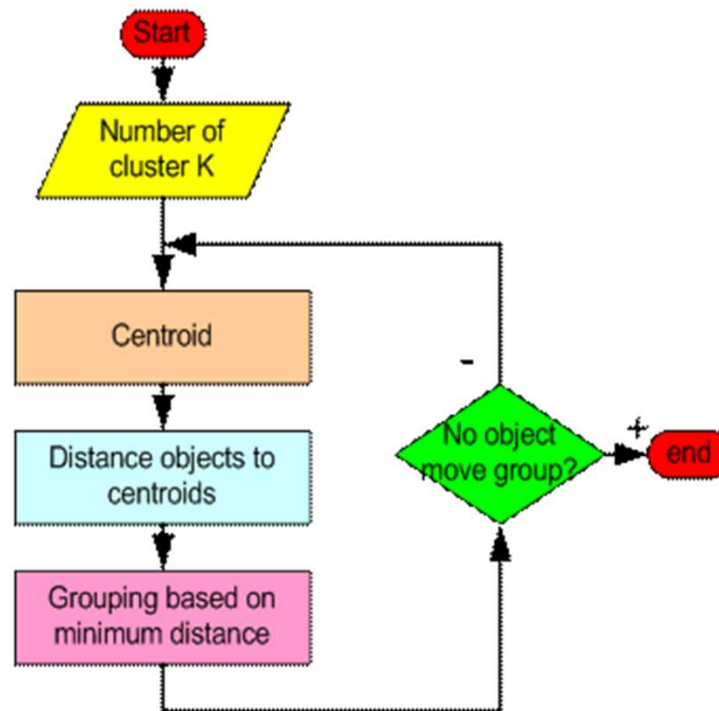 Start
Number of
cluster K
Centroid
Distance objects to
centroids
Grouping based on
minimum distance
-
No object
move group?
+
end